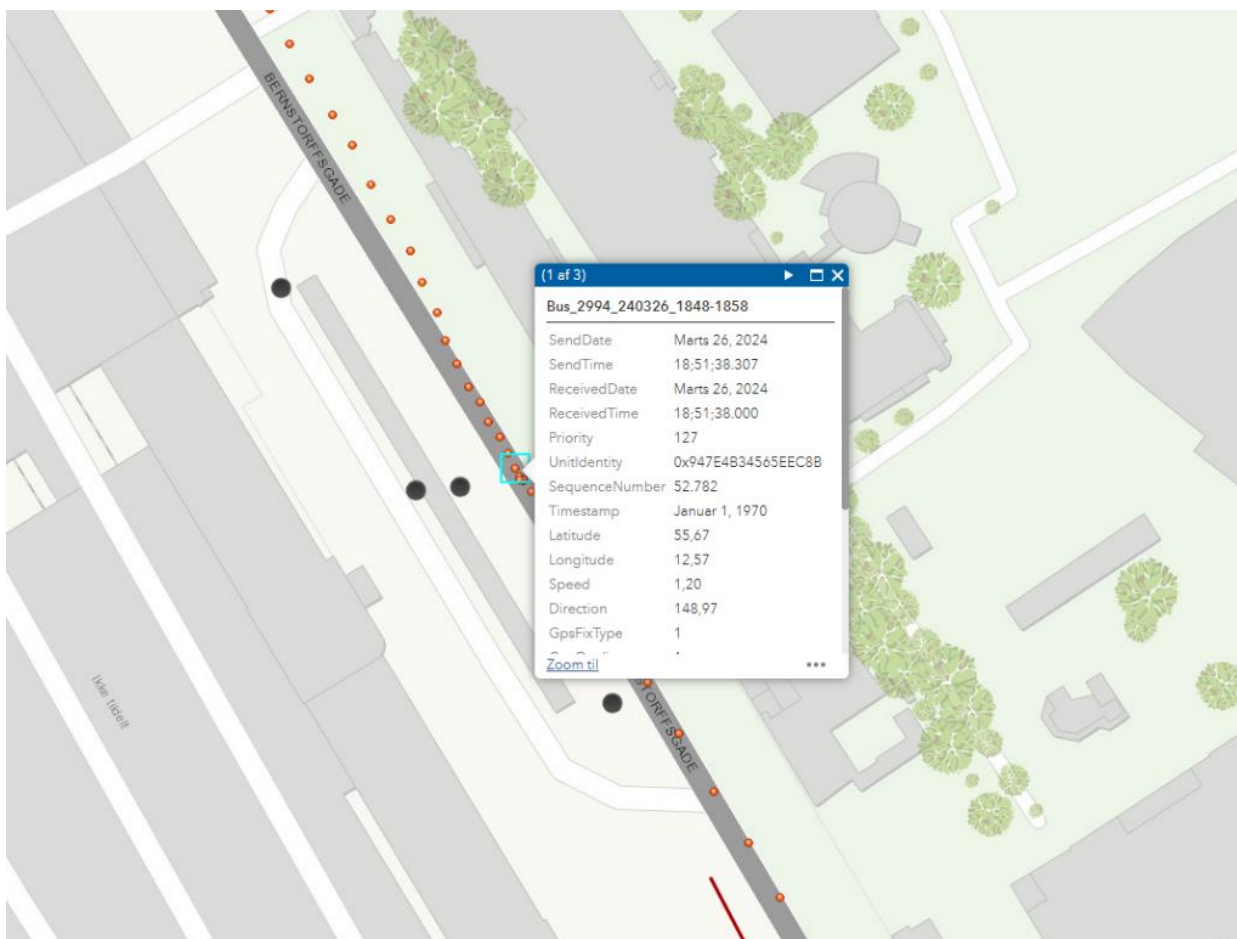 BERNSTORFFSGADE
(1 af 3)
Bus_2994_240326_1848-1858
SendDate Marts 26, 2024
SendTime 18;51;38.307
ReceivedDate Marts 26, 2024
ReceivedTime 18;51;38.000
Priority 127
UnitIdentity 0x947E4B34565EEC8B
SequenceNumber 52.782
Timestamp Januar 1, 1970
Latitude 55,67
Longitude 12,57
Speed 1,20
Direction 148,97
GpsFixType 1
Zoom til
Ikke tildelt
STORFFSGADE